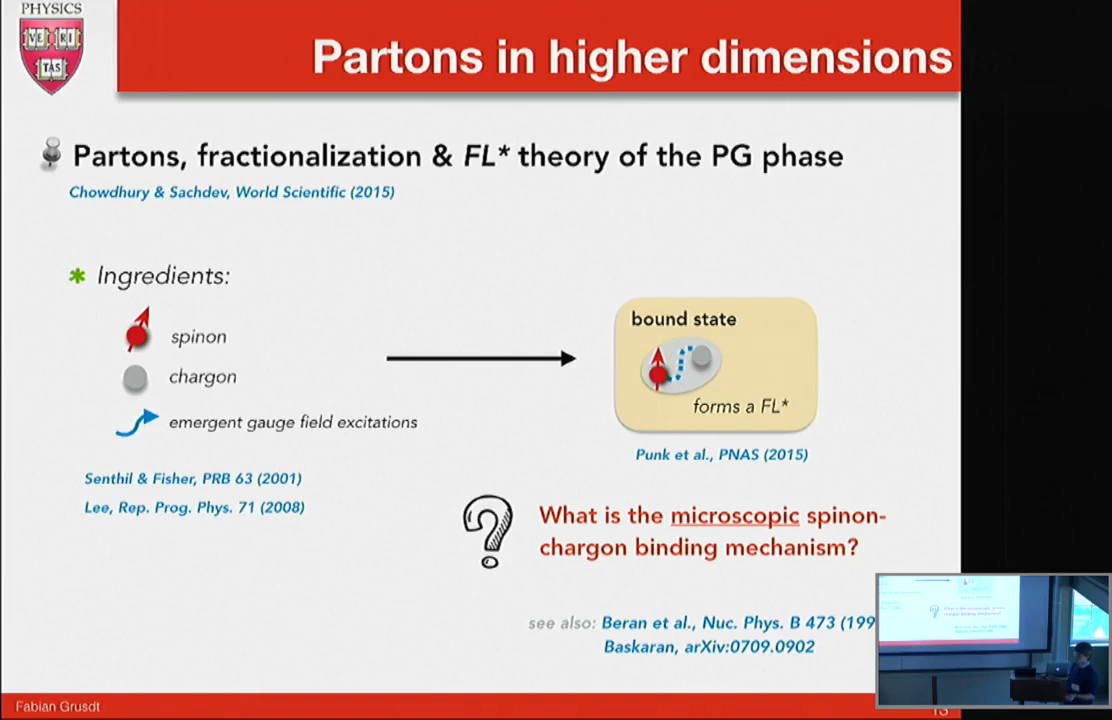 PHYSICS
VE RI
TAS
Partons in higher dimensions
Partons, fractionalization & FL* theory of the PG phase
Chowdhury & Sachdev, World Scientific (2015)
* Ingredients:
spinon
chargon
emergent gauge field excitations
Senthil & Fisher, PRB 63 (2001)
Lee, Rep. Prog. Phys. 71 (2008)
bound state
forms a FL*
Punk et al., PNAS (2015)
What is the microscopic spinon-
chargon binding mechanism?
see also: Beran et al., Nuc. Phys. B 473 (199
Baskaran, arXiv:0709.0902
Fabian Grusdt